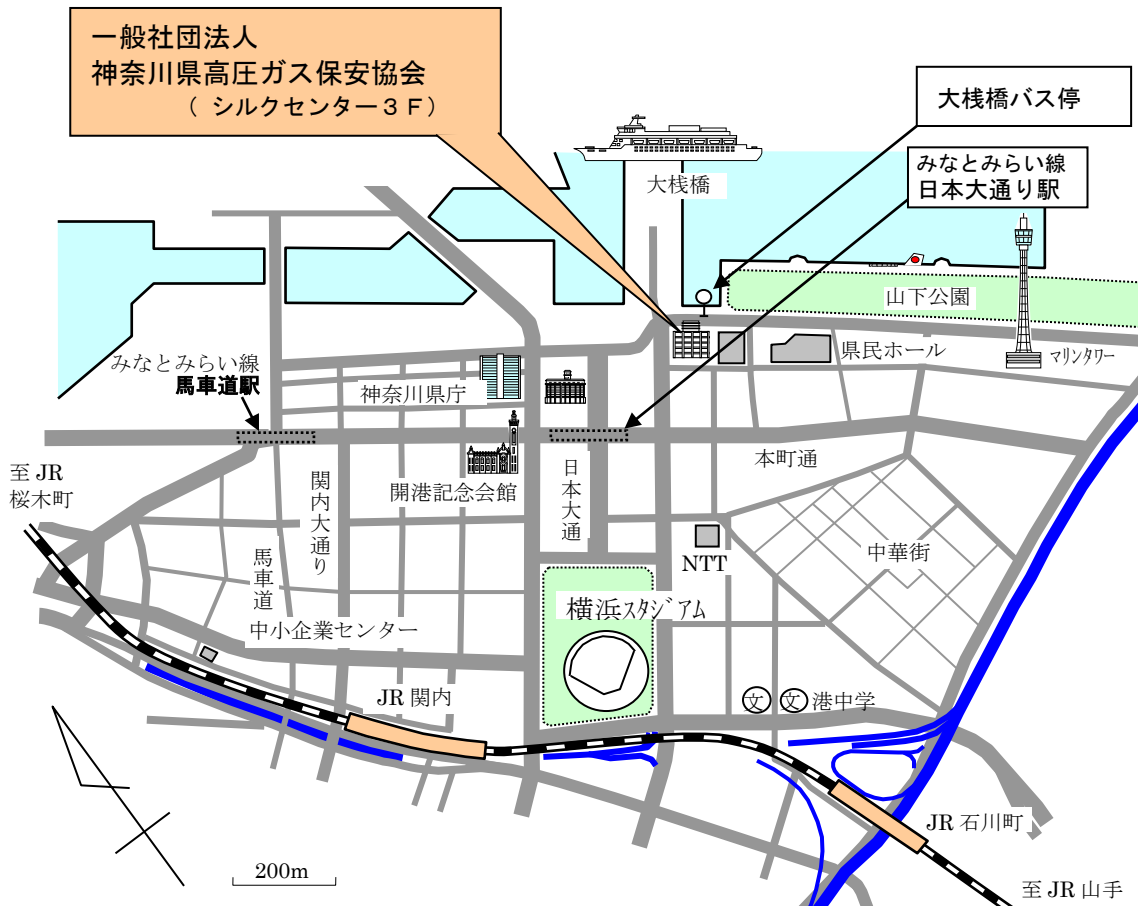 一般社団法人
神奈川県高圧ガス保安協会
（ シルクセンター３Ｆ）
大桟橋バス停
みなとみらい線
日本大通り駅
大桟橋
山下公園
県民ホール
ﾏﾘﾝﾀﾜｰ
みなとみらい線
馬車道駅
神奈川県庁
至 JR
桜木町
開港記念会館
本町通
関内大通り
日本大通
馬車道
NTT
中華街
横浜ｽﾀｼﾞｱﾑ
中小企業センター
JR 関内
文
文
港中学
JR 石川町
200m
至 JR 山手